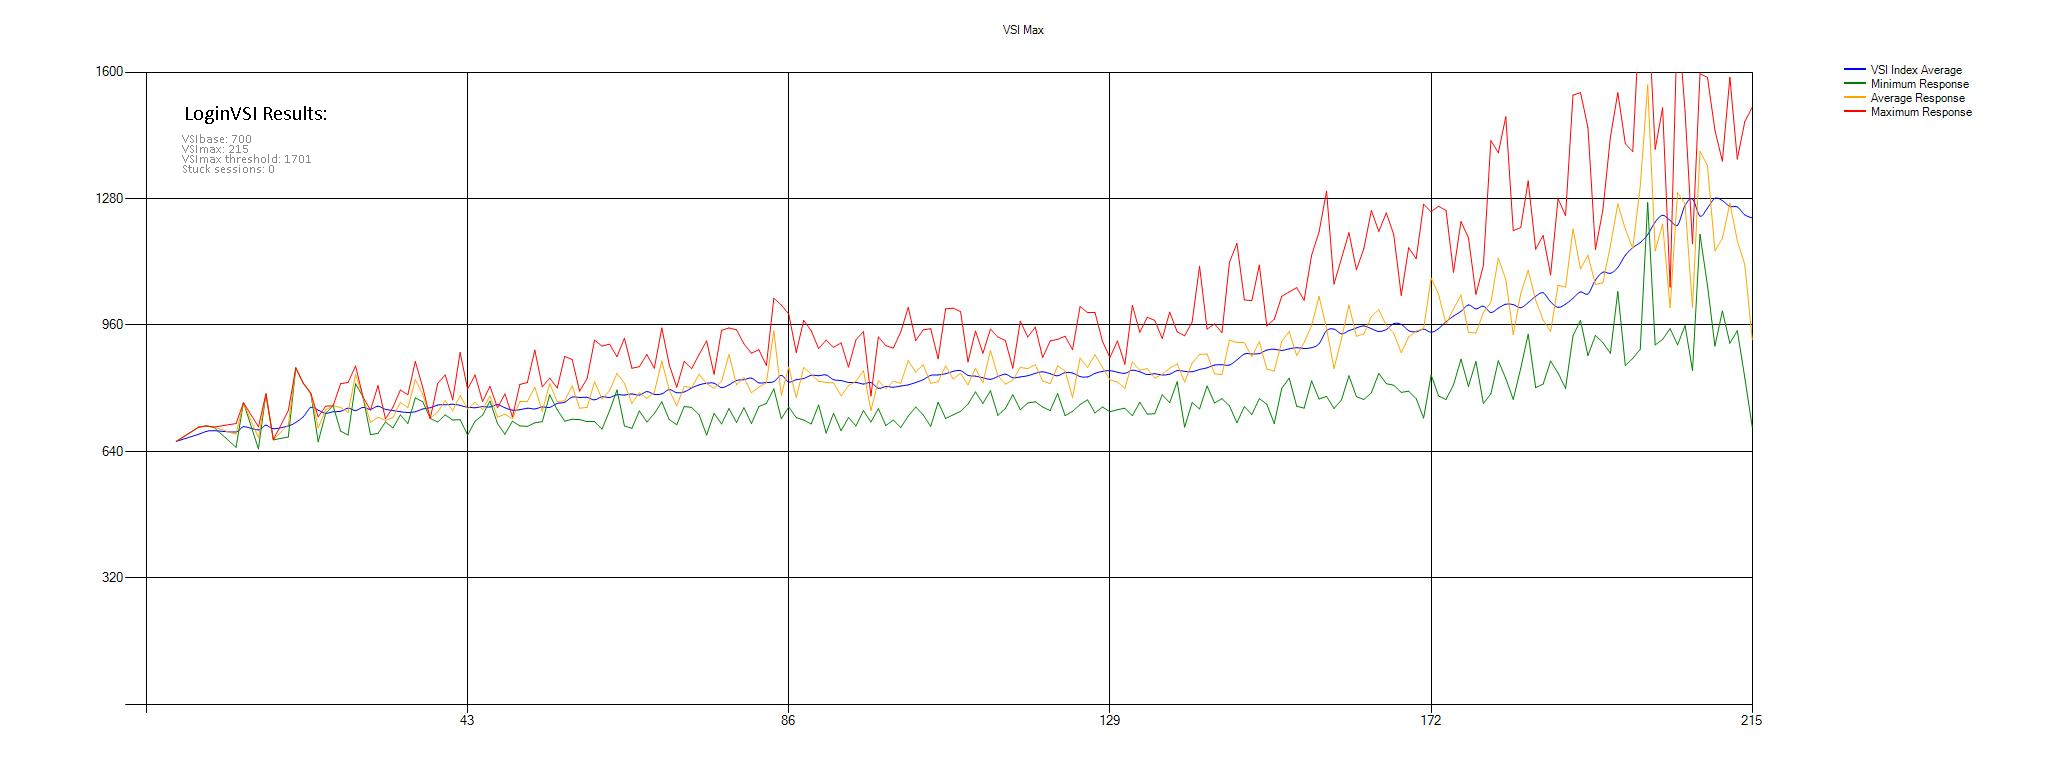 VSI Max
1600
1280
960
640
320
LoginVSI Results:
VSIbase: 700
VSImax: 215
VSImax threshold: 1701
Stuck sessions: 0
VSI Index Average
Minimum Response
Average Response
Maximum Response
43
86
129
172
215